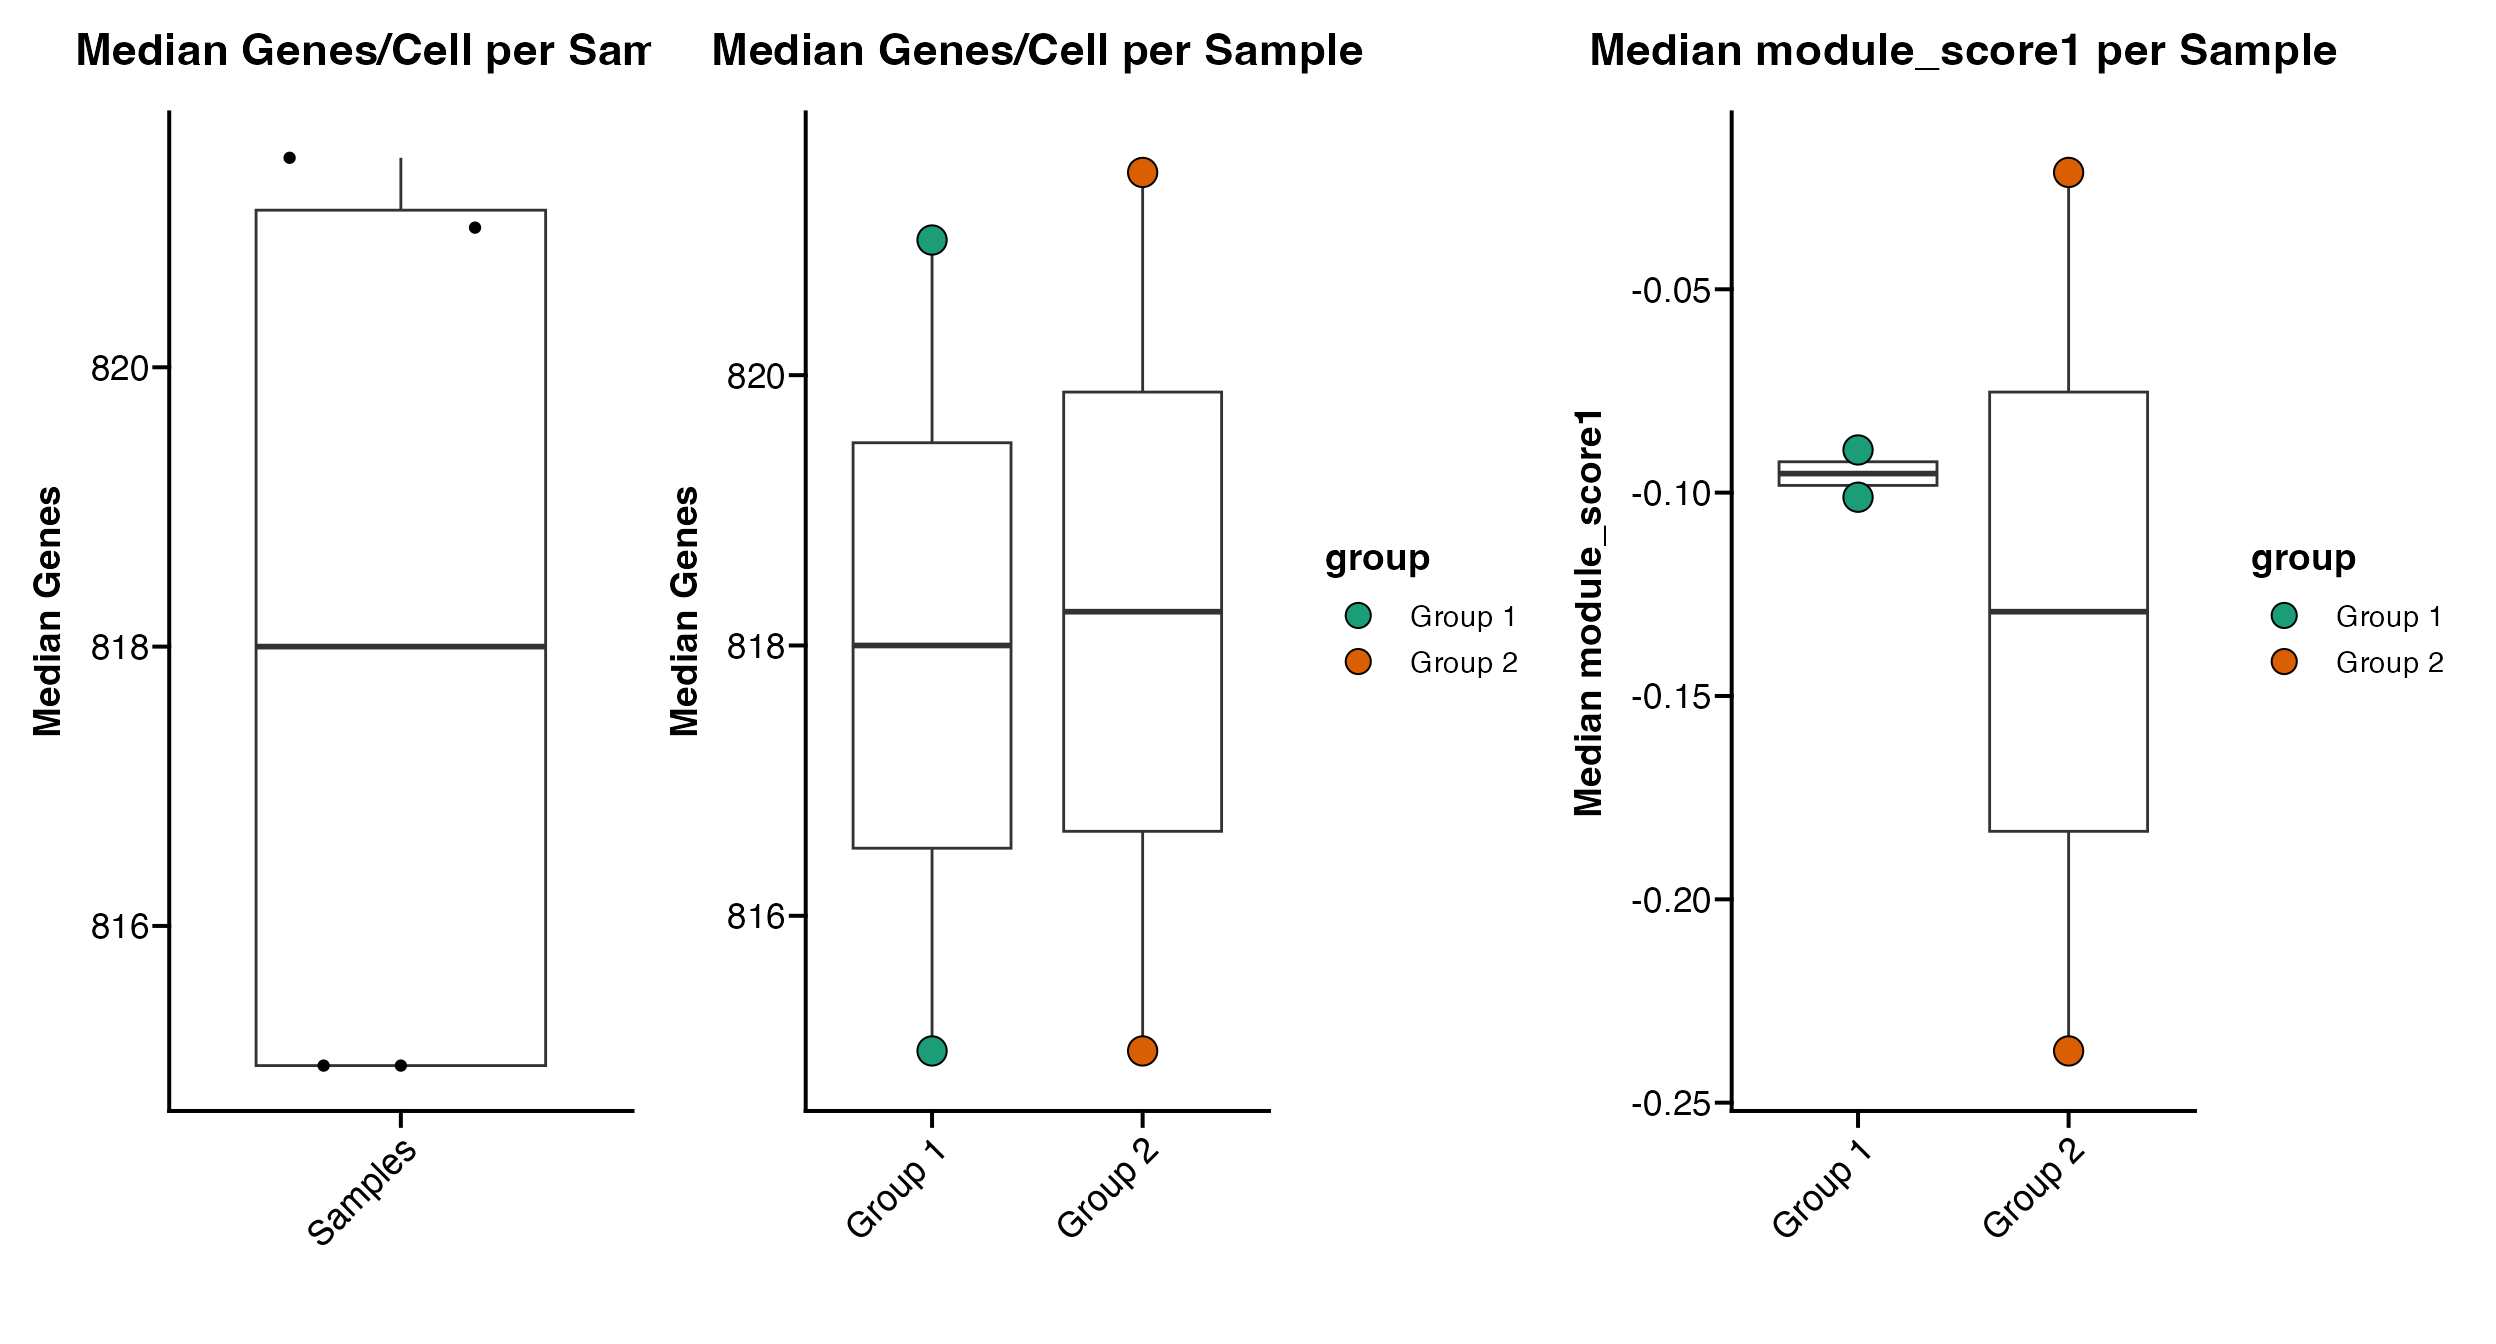 Median Genes/Cell per Sam
Median Genes
820
818
816
Samples
Median Genes/Cell per Sample
Median Genes
820
818
816
Group 1
Group 2
group
Group 1
Group 2
Median module_score1 per Sample
Median module_score1
-0.05
-0.10
-0.15
-0.20
-0.25
Group 1
Group 2
group
Group 1
Group 2